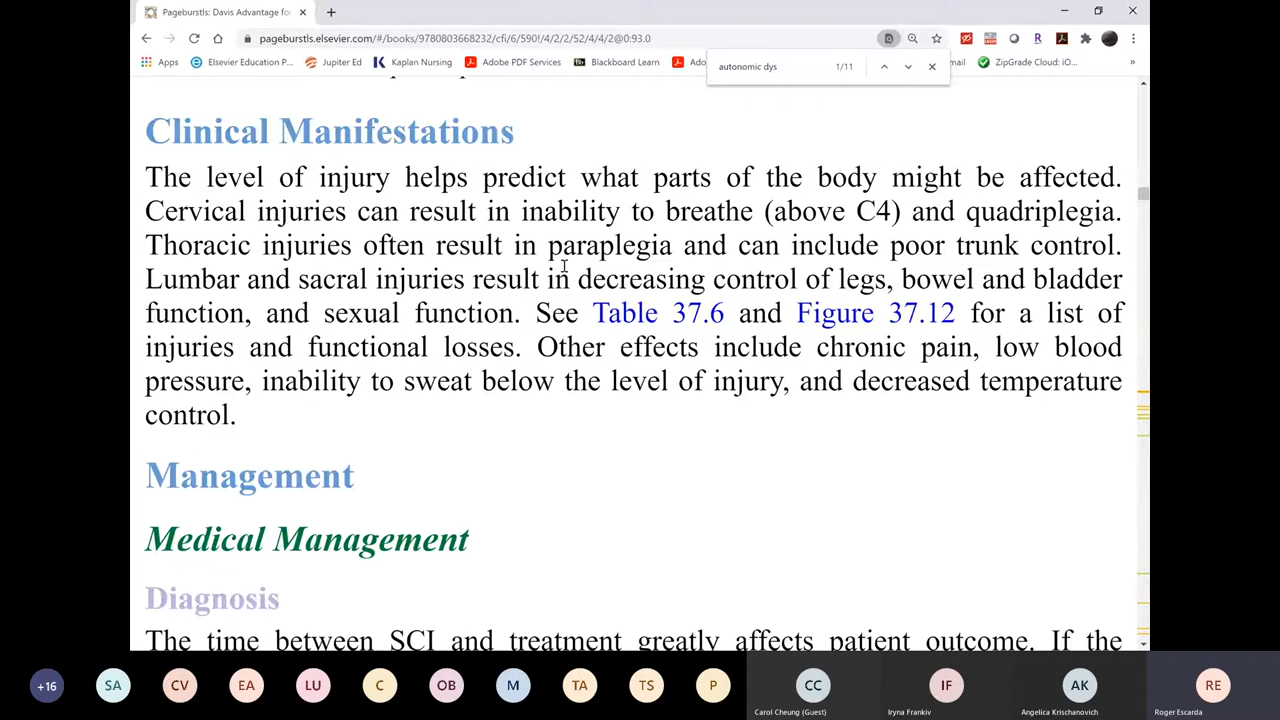 Pageburstls: Davis Advantage for
pageburstls.elsevier.com/#/books/9780803668232/cfi/6/590!/4/2/2/52/4/4/2@0:93.0
Apps Elsevier Education P... Jupiter Ed Kaplan Nursing Adobe PDF Services Blackboard Learn mail ZipGrade Cloud: iO... »
autonomic dys 1/11
Clinical Manifestations
The level of injury helps predict what parts of the body might be affected.
Cervical injuries can result in inability to breathe (above C4) and quadriplegia.
Thoracic injuries often result in paraplegia and can include poor trunk control.
Lumbar and sacral injuries result in decreasing control of legs, bowel and bladder
function, and sexual function. See Table 37.6 and Figure 37.12 for a list of
injuries and functional losses. Other effects include chronic pain, low blood
pressure, inability to sweat below the level of injury, and decreased temperature
control.
Management
Medical Management
Diagnosis
The time between SCI and treatment greatly affects patient outcome. If the
+16 SA CV EA LU C OB M TA TS P CC IF AK RE
Carol Cheung (Guest) Iryna Frankiv Angelica Krischanovich Roger Escarda